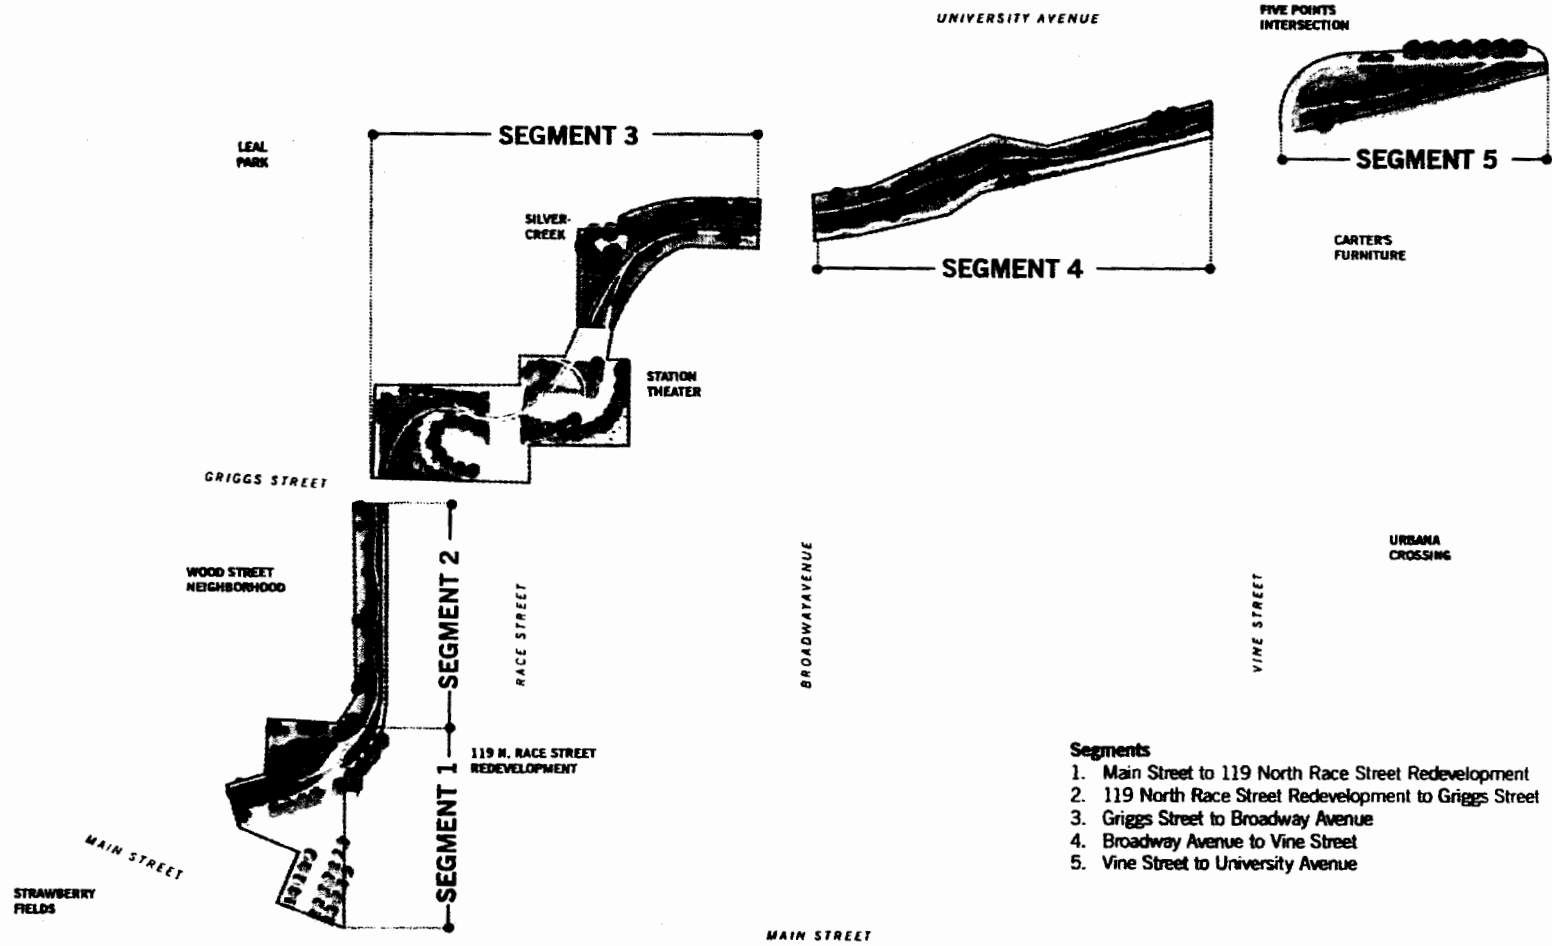 UNIVERSITY AVENUE
FIVE POINTS
INTERSECTION
SEGMENT 3
LEAL
PARK
SEGMENT 5
SILVER-
CREEK
CARTER'S
FURNITURE
SEGMENT 4
STATION
THEATER
GRIGGS STREET
URBANA
CROSSING
WOOD STREET
NEIGHBORHOOD
SEGMENT 2
RACE STREET
BROADWAYAVENUE
VINE STREET
119 N. RACE STREET
REDEVELOPMENT
SEGMENT 1
Segments
1. Main Street to 119 North Race Street Redevelopment
2. 119 North Race Street Redevelopment to Griggs Street
3. Griggs Street to Broadway Avenue
4. Broadway Avenue to Vine Street
5. Vine Street to University Avenue
MAIN STREET
STRAWBERRY
FIELDS
MAIN STREET